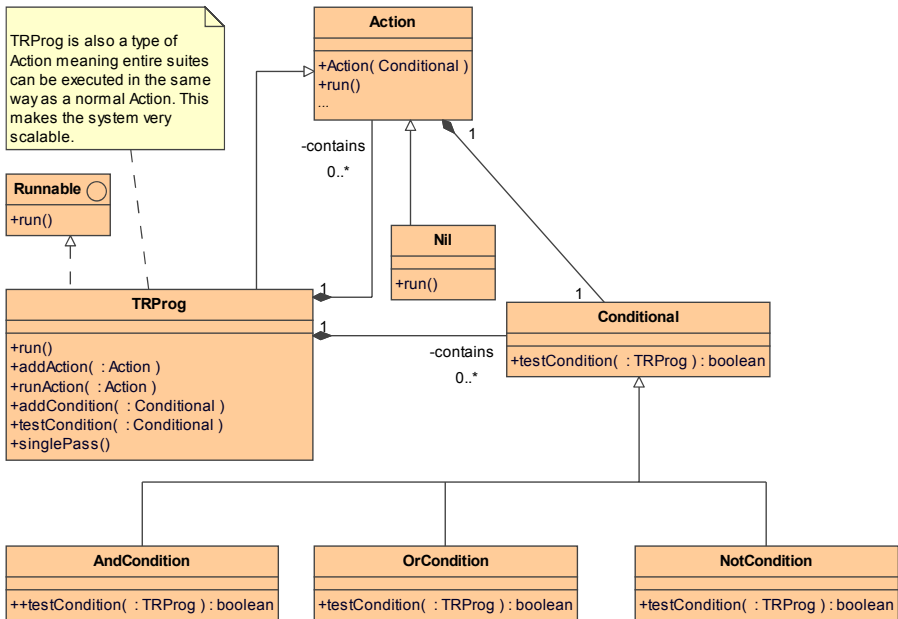 TRProg is also a type of
Action meaning entire suites
can be executed in the same
way as a normal Action. This
makes the system very
scalable.
Action
+Action( Conditional )
+run()
...
-contains
0..*
1
Runnable
+run()
Nil
+run()
TRProg
+run()
+addAction( : Action )
+runAction( : Action )
+addCondition( : Conditional )
+testCondition( : Conditional )
+singlePass()
1
1
-contains
0..*
1
Conditional
+testCondition( : TRProg ) : boolean
AndCondition
++testCondition( : TRProg ) : boolean
OrCondition
+testCondition( : TRProg ) : boolean
NotCondition
+testCondition( : TRProg ) : boolean